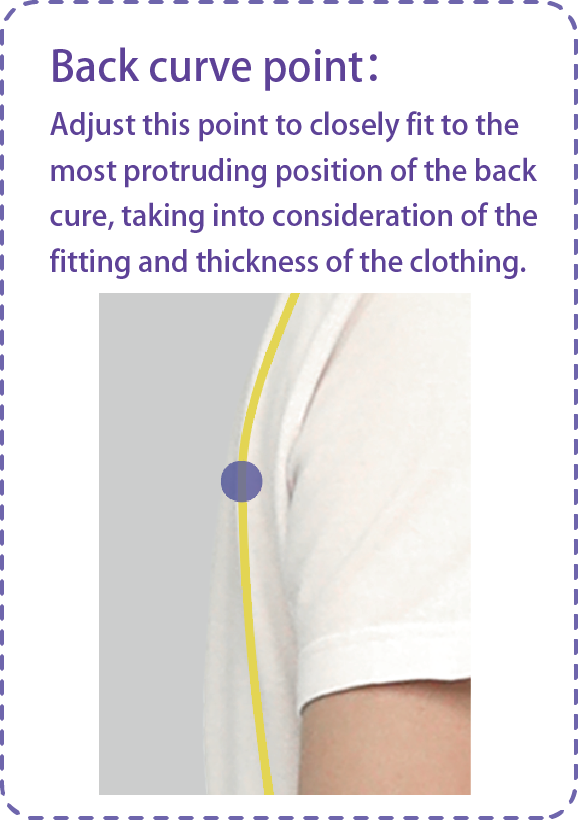 Back curve point:
Adjust this point to closely fit to the
most protruding position of the back
cure, taking into consideration of the
fitting and thickness of the clothing.